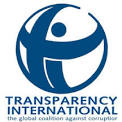 TRANSPARENCY
INTERNATIONAL
the global coalition against corruption